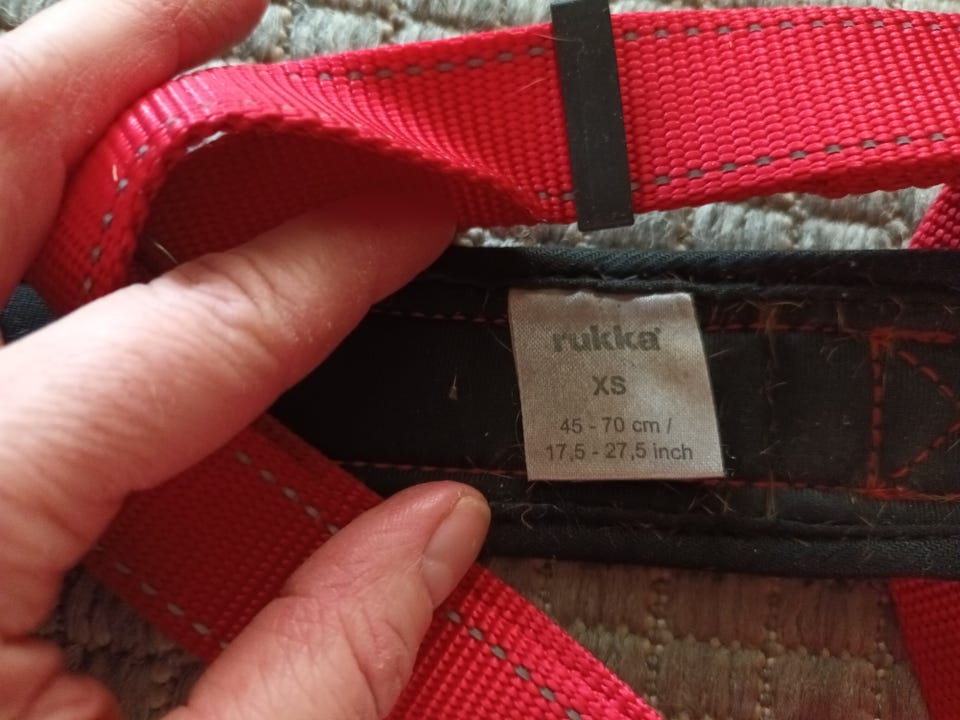 rukka
XS
45 - 70 cm /
17,5 - 27,5 inch